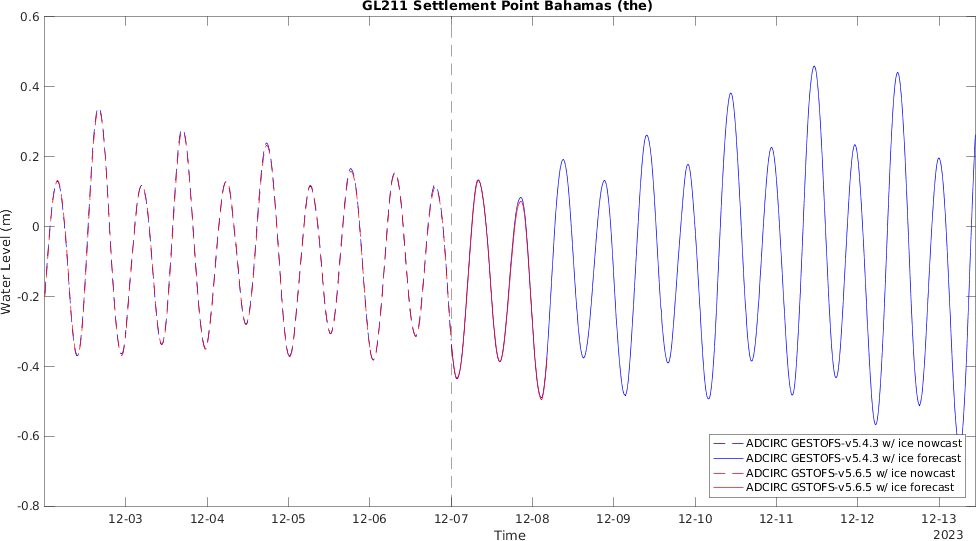 GL211 Settlement Point Bahamas (the)
0.6
0.4
0.2
0
-0.2
-0.4
-0.6
-0.8
Water Level (m)
ADCIRC GESTOFS-v5.4.3 w/ ice nowcast
ADCIRC GESTOFS-v5.4.3 w/ ice forecast
ADCIRC GSTOFS-v5.6.5 w/ ice nowcast
ADCIRC GSTOFS-v5.6.5 w/ ice forecast
12-03 12-04 12-05 12-06 12-07 12-08 12-09 12-10 12-11 12-12 12-13
Time
2023